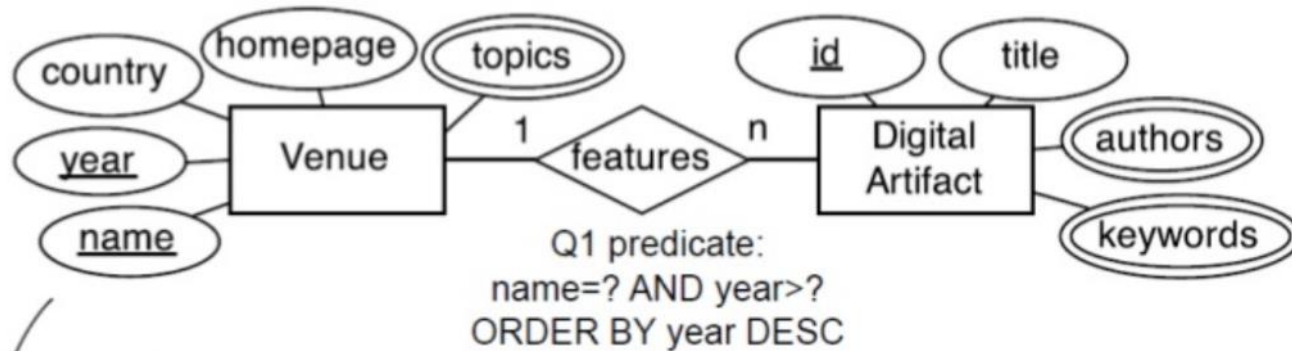 homepage
topics
id
title
country
1
n
Digital
Artifact
authors
year
Venue
features
name
keywords
Q1 predicate:
name=? AND year>?
ORDER BY year DESC